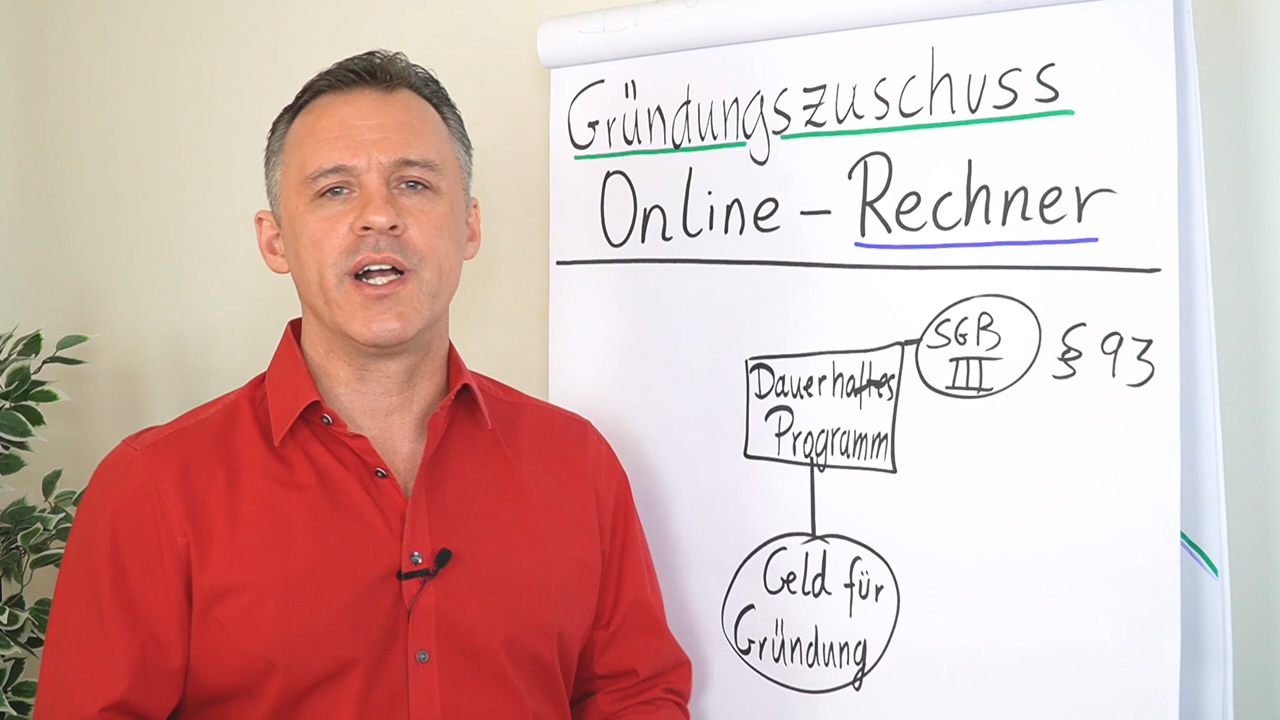 Gründungszuschuss
Online - Rechner
SGB
III
§ 93
Dauerhaftes
Programm
Geld für
Gründung